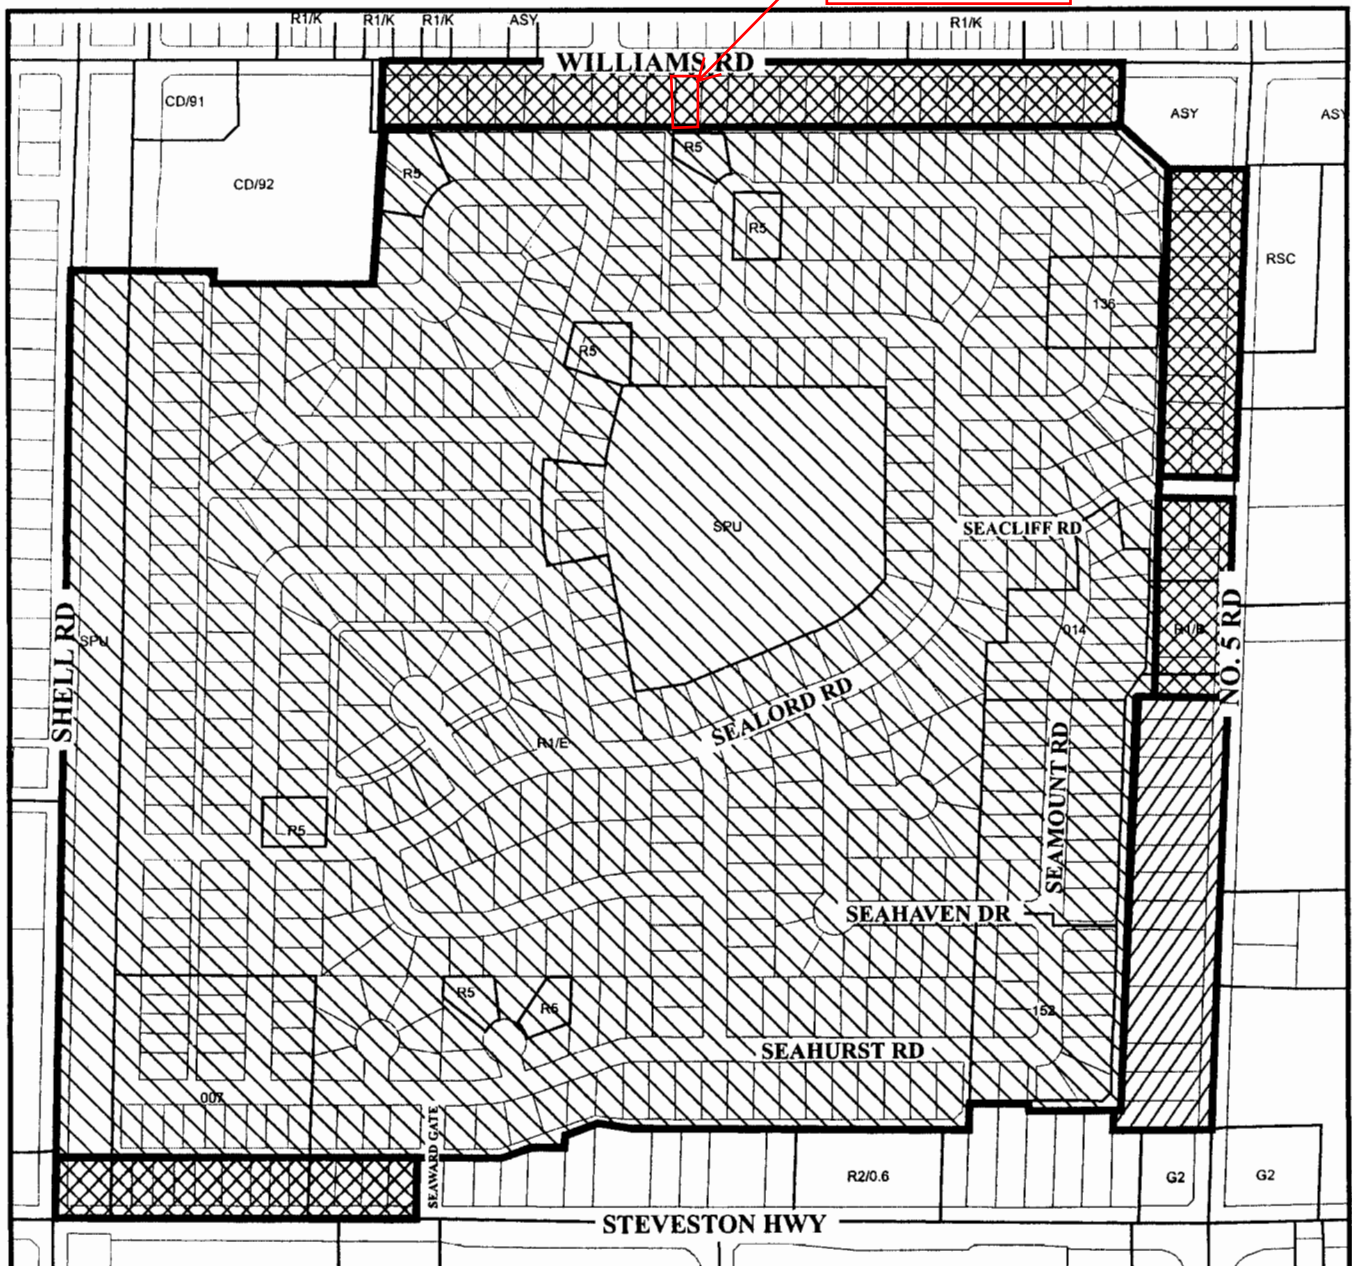 R1/K R1/K R1/K ASY R1/K
WILLIAMS RD
CD/91
ASY
ASY
R5
R5
CD/92
R5
RSC
136
R5
SPU
SEACLIFF RD
SHELL RD
SPU
014
R1/E
NO. 5 RD
SEALORD RD
R1/E
SEAMOUNT RD
R5
SEAHAVEN DR
R5
R5
152
SEAHURST RD
007
SEAWARD GATE
R2/0.6
G2
G2
STEVESTON HWY